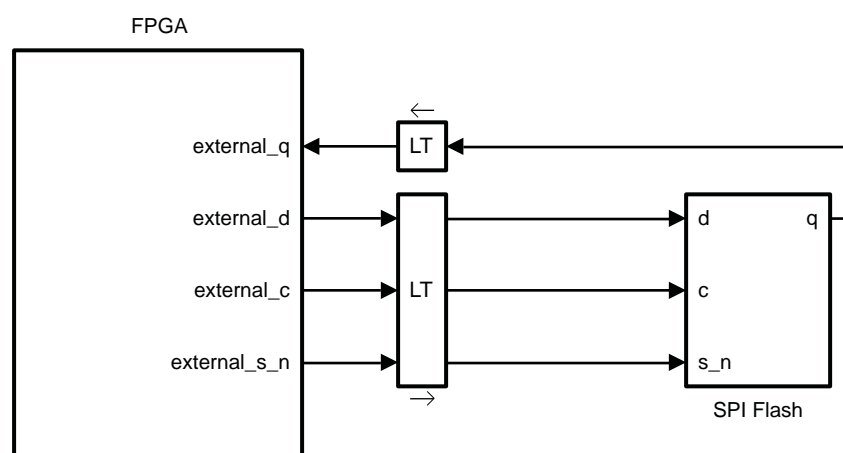 FPGA
external_q
LT
external_d
d
q
external_c
LT
c
external_s_n
s_n
SPI Flash